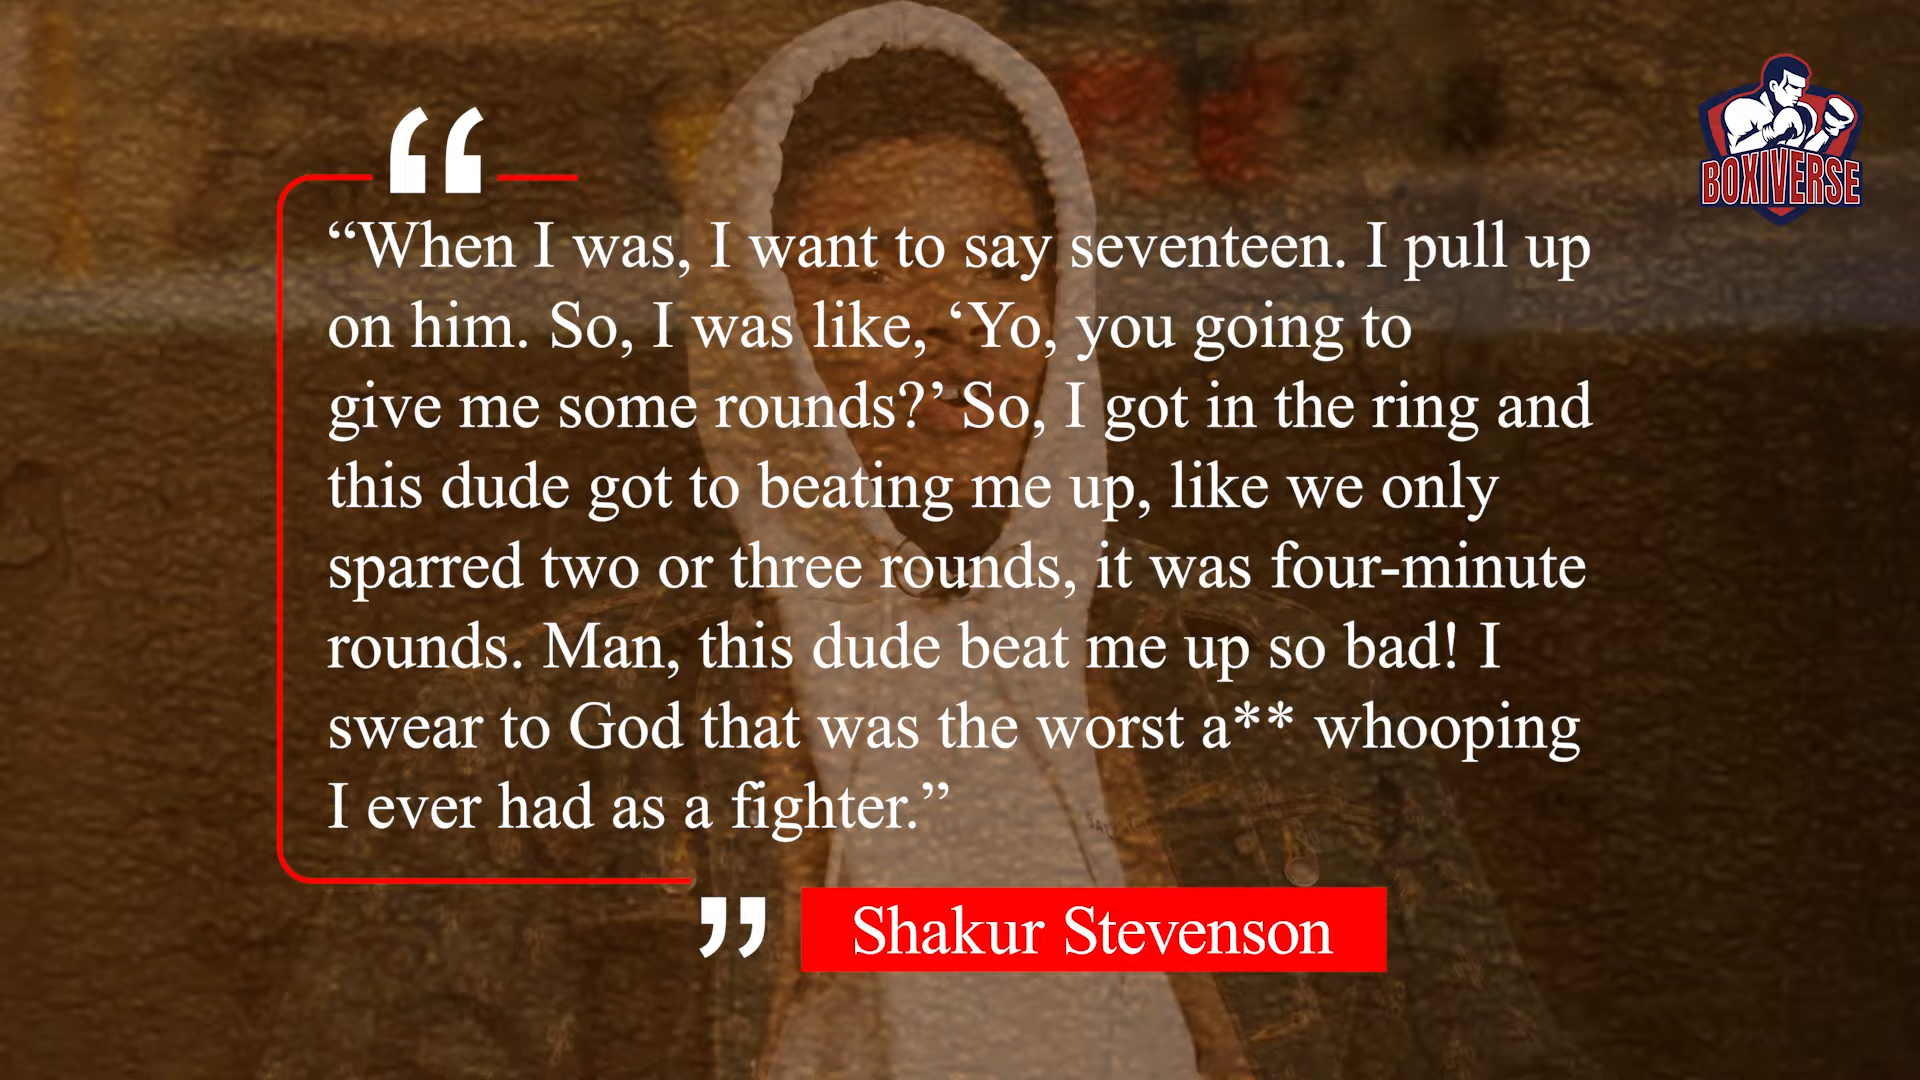 BOXIVERSE
“When I was, I want to say seventeen. I pull up
on him. So, I was like, ‘Yo, you going to
give me some rounds?’ So, I got in the ring and
this dude got to beating me up, like we only
sparred two or three rounds, it was four-minute
rounds. Man, this dude beat me up so bad! I
swear to God that was the worst a** whooping
I ever had as a fighter.”
Shakur Stevenson